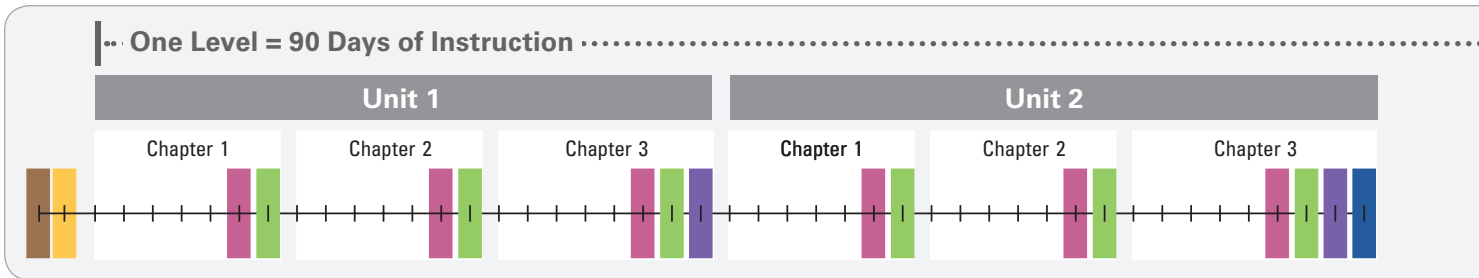 One Level = 90 Days of Instruction
Unit 1 Unit 2
Chapter 1 Chapter 2 Chapter 3 Chapter 1 Chapter 2 Chapter 3